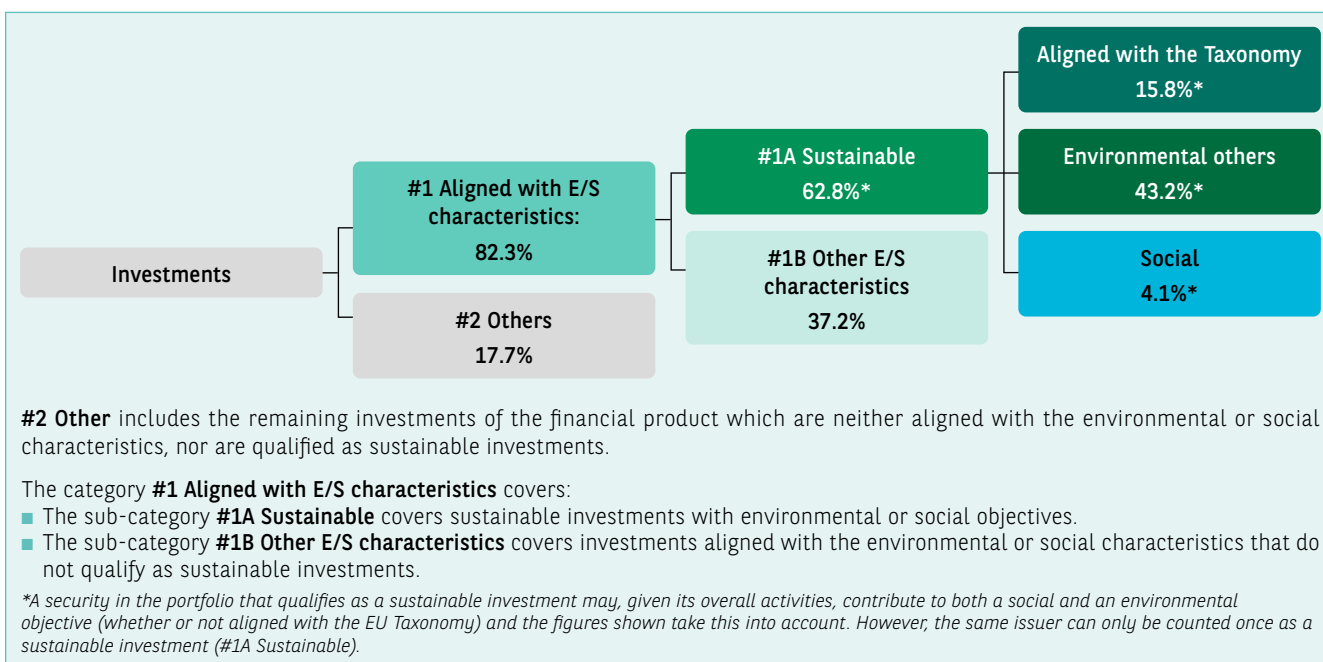 Aligned with the Taxonomy
15.8%*
#1A Sustainable
62.8%*
Environmental others
43.2%*
#1 Aligned with E/S
characteristics:
82.3%
Investments
#1B Other E/S
characteristics
37.2%
Social
4.1%*
#2 Others
17.7%
#2 Other includes the remaining investments of the financial product which are neither aligned with the environmental or social
characteristics, nor are qualified as sustainable investments.
The category #1 Aligned with E/S characteristics covers:
■ The sub-category #1A Sustainable covers sustainable investments with environmental or social objectives.
■ The sub-category #1B Other E/S characteristics covers investments aligned with the environmental or social characteristics that do
not qualify as sustainable investments.
*A security in the portfolio that qualifies as a sustainable investment may, given its overall activities, contribute to both a social and an environmental
objective (whether or not aligned with the EU Taxonomy) and the figures shown take this into account. However, the same issuer can only be counted once as a
sustainable investment (#1A Sustainable).